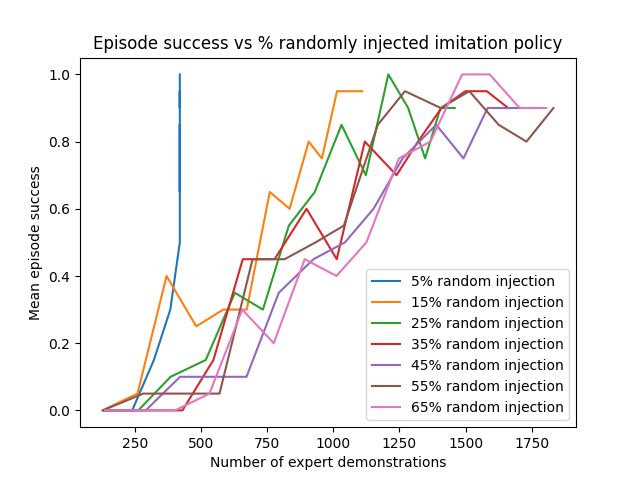 Episode success vs % randomly injected imitation policy
Mean episode success
1.0
0.8
0.6
0.4
0.2
0.0
5% random injection
15% random injection
25% random injection
35% random injection
45% random injection
55% random injection
65% random injection
250 500 750 1000 1250 1500 1750
Number of expert demonstrations